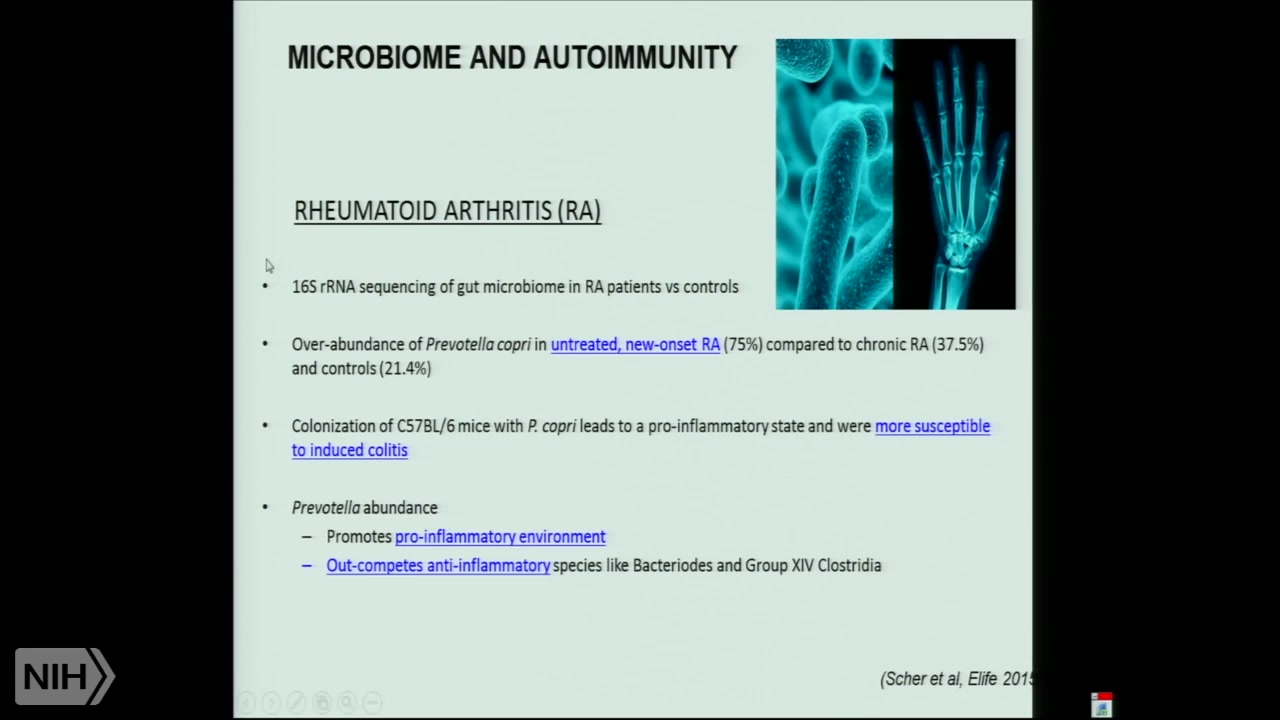 MICROBIOME AND AUTOIMMUNITY
RHEUMATOID ARTHRITIS (RA)
• 16S rRNA sequencing of gut microbiome in RA patients vs controls
• Over-abundance of Prevotella copri in untreated, new-onset RA (75%) compared to chronic RA (37.5%)
and controls (21.4%)
• Colonization of C57BL/6 mice with P. copri leads to a pro-inflammatory state and were more susceptible
to induced colitis
• Prevotella abundance
– Promotes pro-inflammatory environment
– Out-competes anti-inflammatory species like Bacteriodes and Group XIV Clostridia
(Scher et al, Elife 2015
NIH